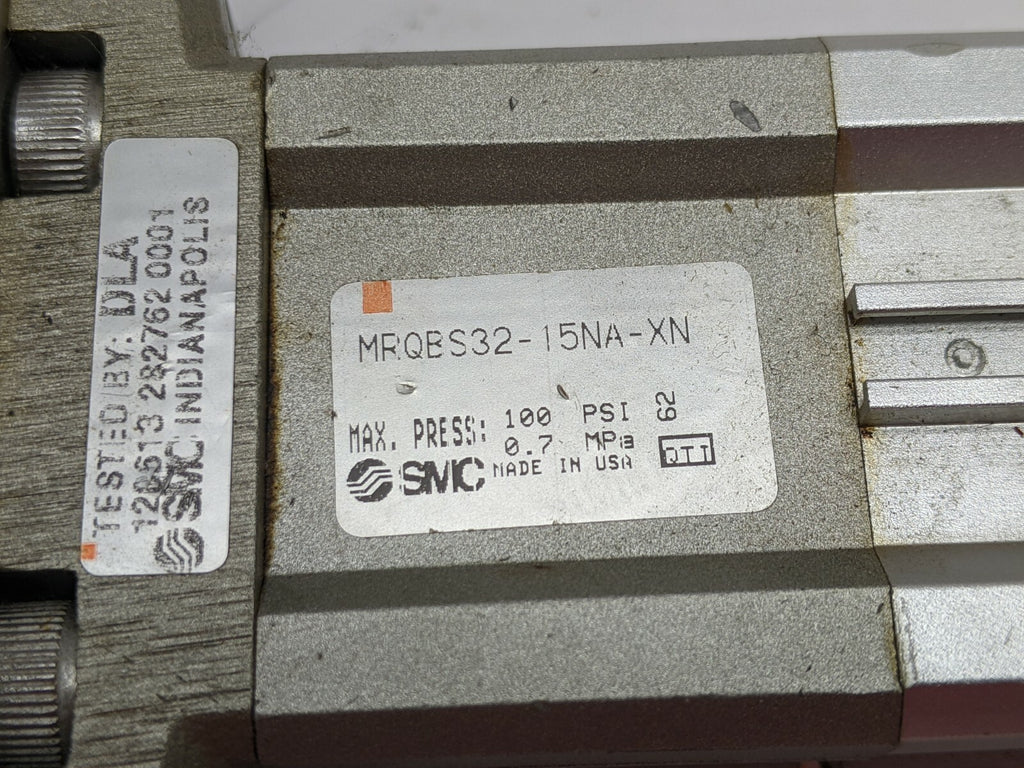 TESTED BY: DLA
120613 282762 0001
SMC INDIANAPOLIS
MRQBS32-15NA-XN
MAX. PRESS: 100 PSI 62
0.7 MPa
SMC MADE IN USA QTI